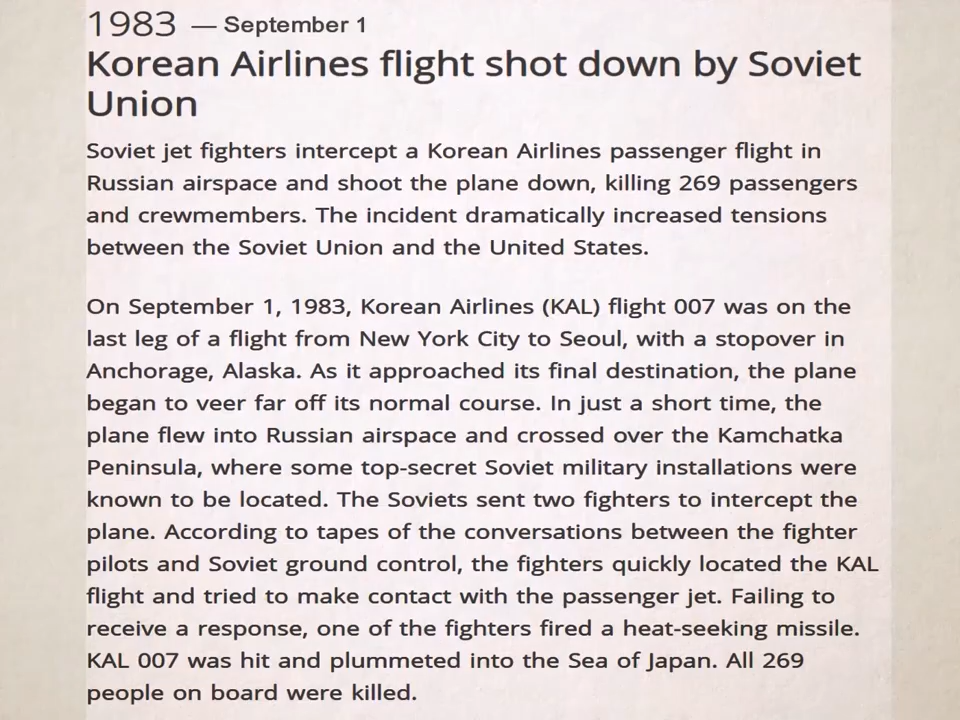 1983 — September 1
Korean Airlines flight shot down by Soviet
Union
Soviet jet fighters intercept a Korean Airlines passenger flight in
Russian airspace and shoot the plane down, killing 269 passengers
and crewmembers. The incident dramatically increased tensions
between the Soviet Union and the United States.
On September 1, 1983, Korean Airlines (KAL) flight 007 was on the
last leg of a flight from New York City to Seoul, with a stopover in
Anchorage, Alaska. As it approached its final destination, the plane
began to veer far off its normal course. In just a short time, the
plane flew into Russian airspace and crossed over the Kamchatka
Peninsula, where some top-secret Soviet military installations were
known to be located. The Soviets sent two fighters to intercept the
plane. According to tapes of the conversations between the fighter
pilots and Soviet ground control, the fighters quickly located the KAL
flight and tried to make contact with the passenger jet. Failing to
receive a response, one of the fighters fired a heat-seeking missile.
KAL 007 was hit and plummeted into the Sea of Japan. All 269
people on board were killed.